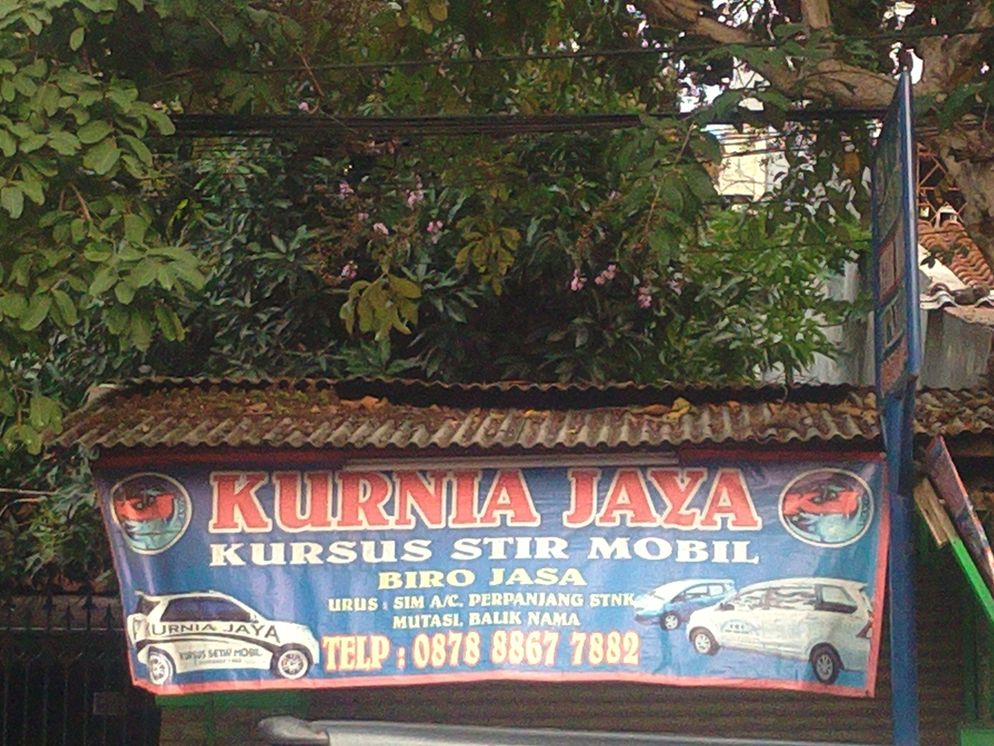 KURNIA JAYA
KURSUS STIR MOBIL
BIRO JASA
URUS : SIM A/C, PERPANJANG STNK
MUTASI, BALIK NAMA
TELP : 0878 8867 7882
KURNIA JAYA
KURSUS SETIR MOBIL